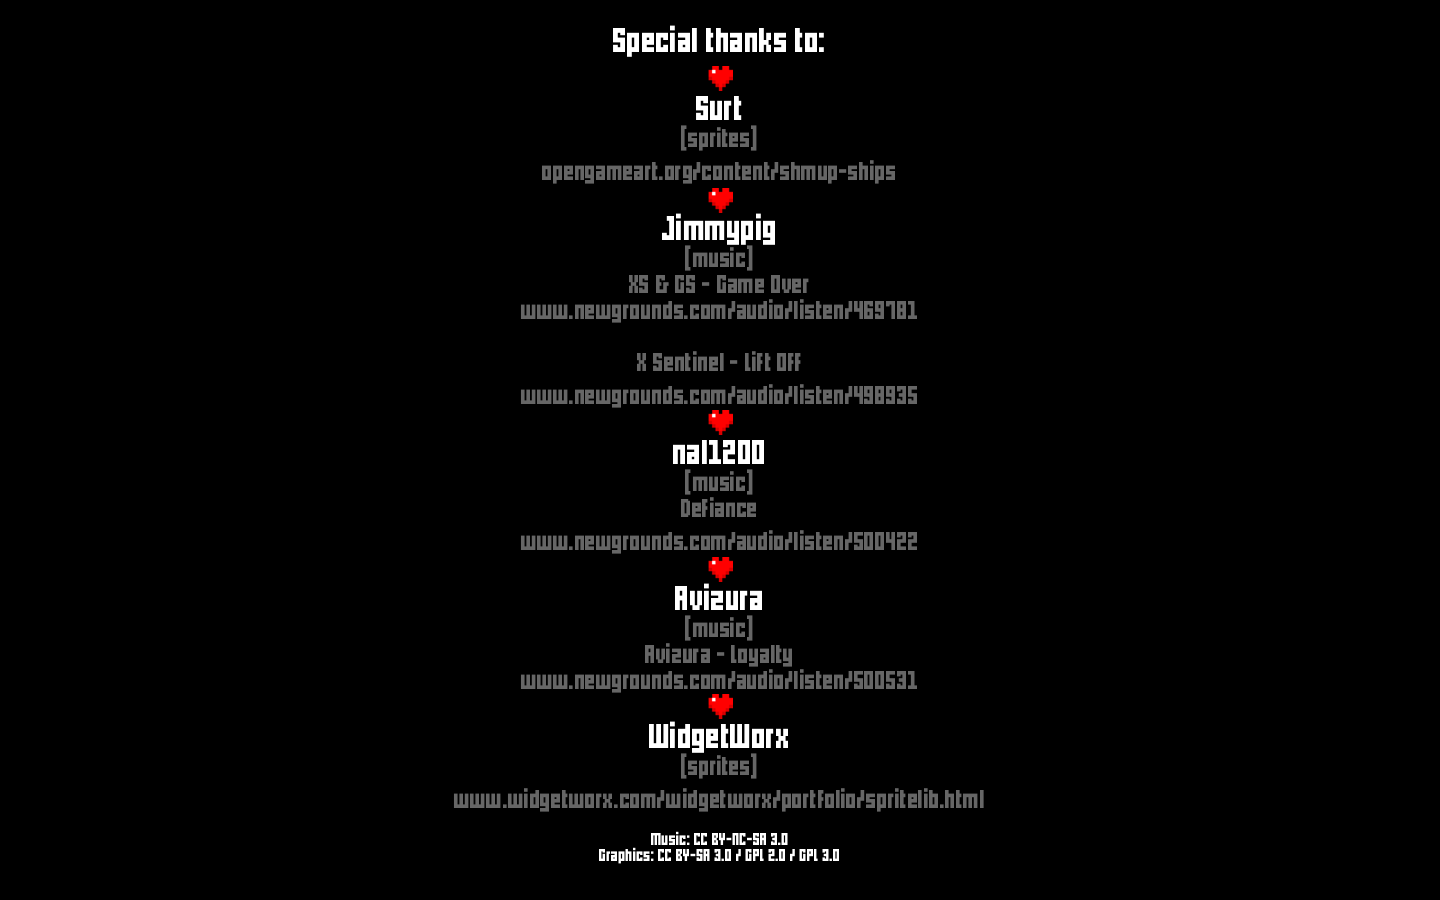 Special thanks to:
Surt
[sprites]
opengameart.org/content/shmup-ships
Jimmypig
[music]
XS & GS - Game Over
www.newgrounds.com/audio/listen/469781
X Sentinel - Lift Off
www.newgrounds.com/audio/listen/498935
nal1200
[music]
Defiance
www.newgrounds.com/audio/listen/500422
Avizura
[music]
Avizura - Loyalty
www.newgrounds.com/audio/listen/500531
WidgetWorx
[sprites]
www.widgetworx.com/widgetworx/portfolio/spritelib.html
Music: CC BY-NC-SA 3.0
Graphics: CC BY-SA 3.0 / GPL 2.0 / GPL 3.0